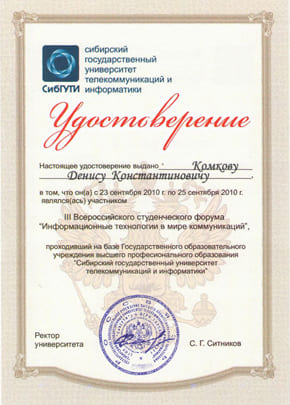 сибирский
государственный
университет
телекоммуникаций и
информатики
СибГУТИ
Удостоверение
Настоящее удостоверение выдано Комкову
Денису Константиновичу
в том, что он(а) с 23 сентября 2010 г. по 25 сентября 2010 г.
являлся(ась) участником
III Всероссийского студенческого форума
"Информационные технологии в мире коммуникаций",
проходивший на базе Государственного образовательного
учреждения высшего профессионального образования
"Сибирский государственный университет
телекоммуникаций и информатики"
Ректор
университета
С. Г. Ситников